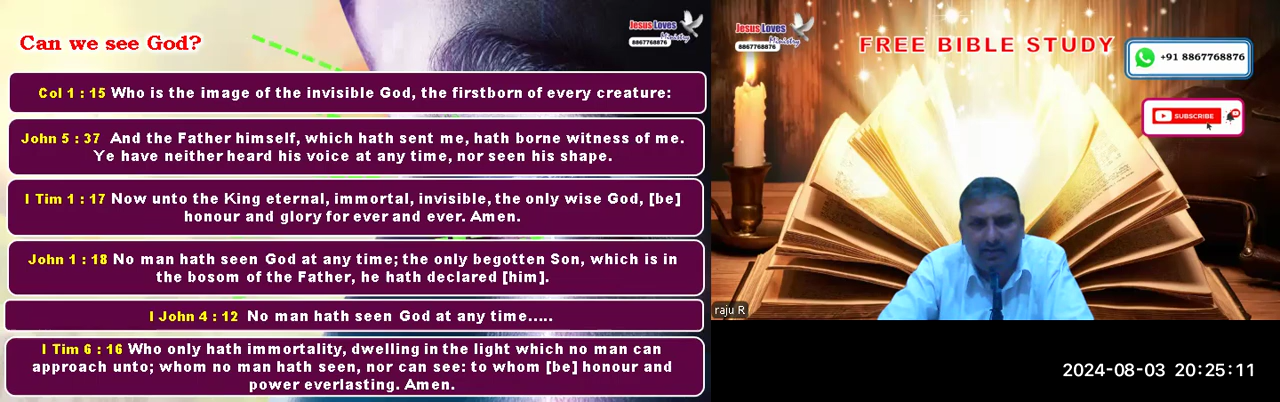 Can we see God?
Jesus Loves
Ministry
8867768876
Col 1 : 15 Who is the image of the invisible God, the firstborn of every creature:
John 5 : 37 And the Father himself, which hath sent me, hath borne witness of me.
Ye have neither heard his voice at any time, nor seen his shape.
I Tim 1 : 17 Now unto the King eternal, immortal, invisible, the only wise God, [be]
honour and glory for ever and ever. Amen.
John 1 : 18 No man hath seen God at any time; the only begotten Son, which is in
the bosom of the Father, he hath declared [him].
I John 4 : 12 No man hath seen God at any time.....
I Tim 6 : 16 Who only hath immortality, dwelling in the light which no man can
approach unto; whom no man hath seen, nor can see: to whom [be] honour and
power everlasting. Amen.
Jesus Loves
Ministry
8867768876
FREE BIBLE STUDY
+91 8867768876
SUBSCRIBE
raju R
2024-08-03 20:25:11